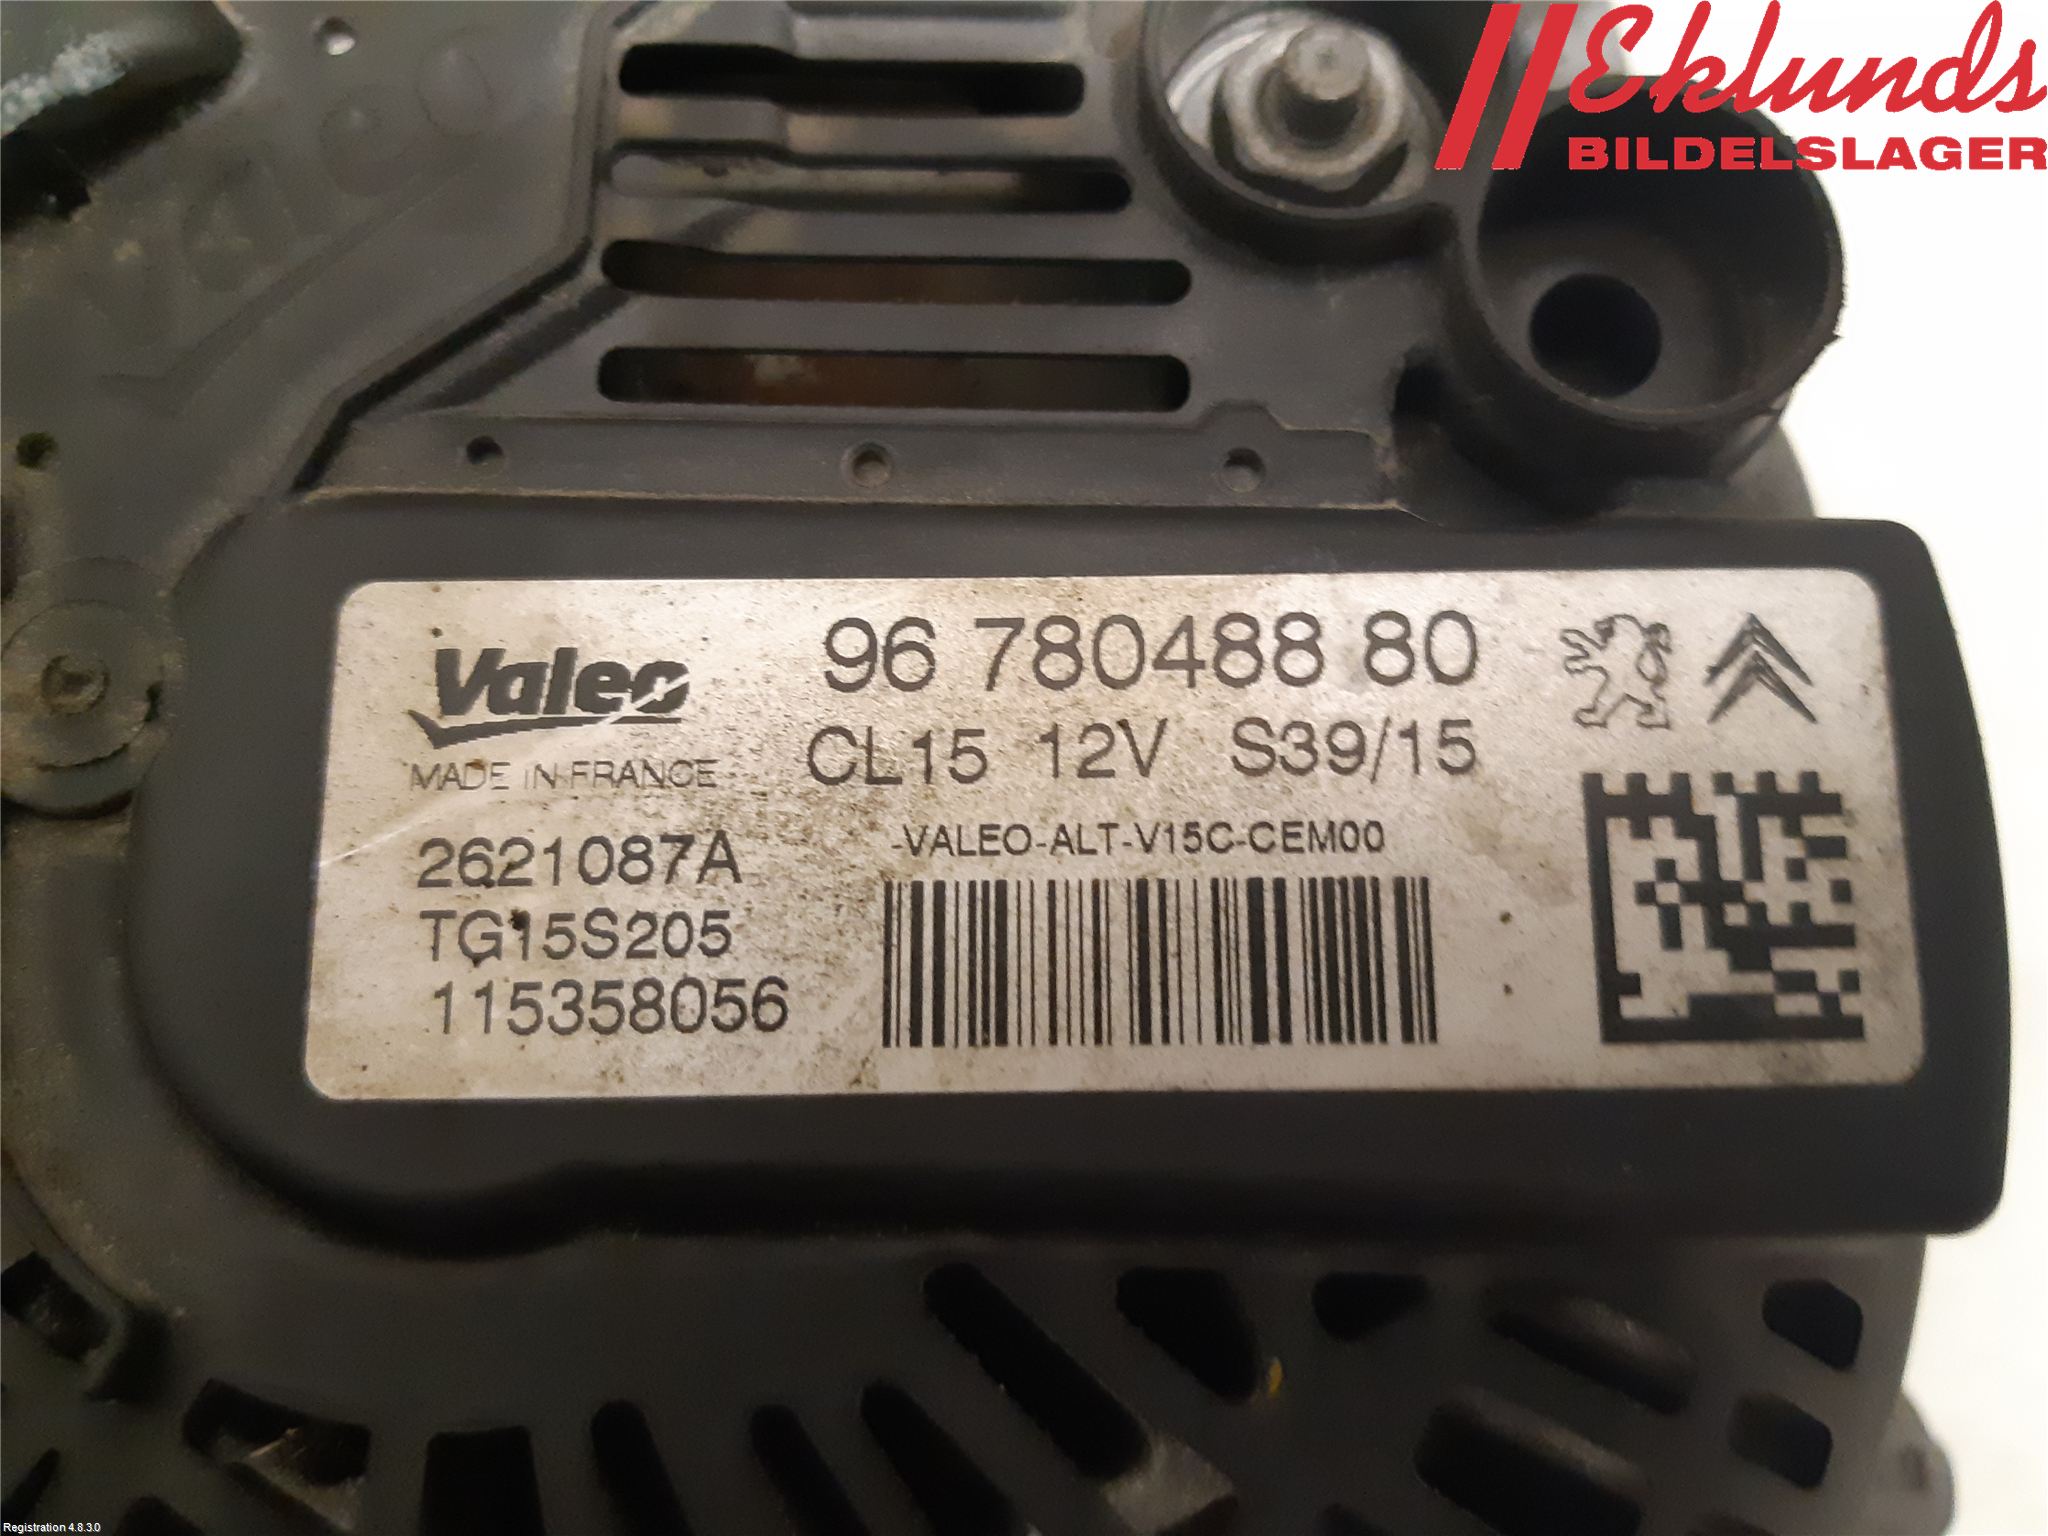 Eklunds
BILDELSLAGER
VALEO
Valeo
MADE IN FRANCE
96 780488 80
CL15 12V S39/15
2621087A
TG15S205
115358056
-VALEO-ALT-V15C-CEM00
Registration 4.8.3.0